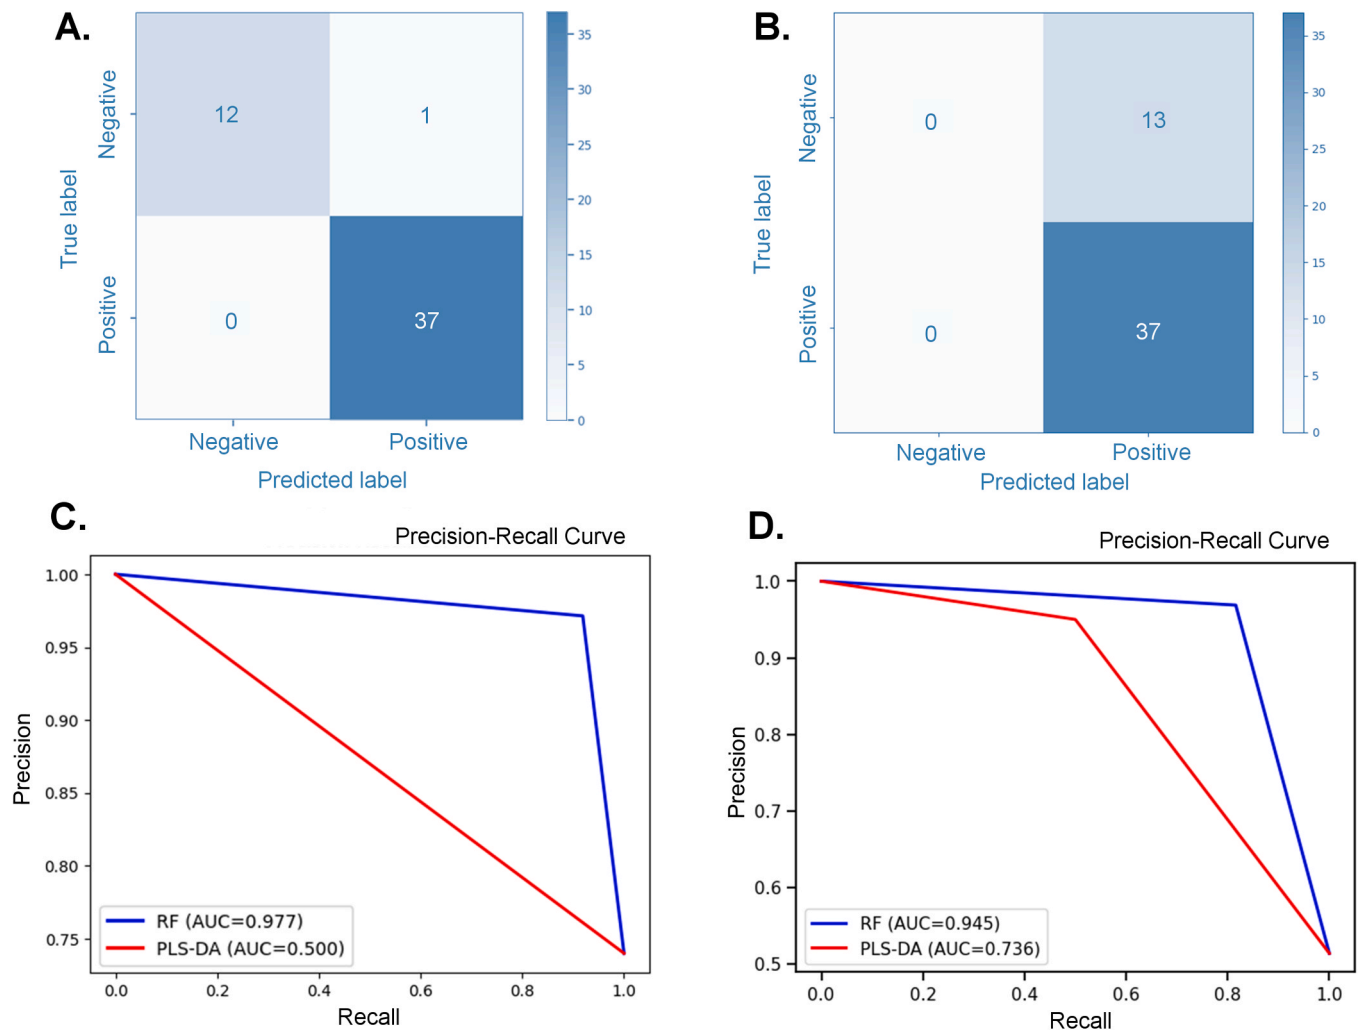 A.
Negative
Positive
True label
12
1
0
37
Negative
Positive
Predicted label
35
30
25
20
15
10
5
0
B.
Negative
Positive
True label
0
13
0
37
Negative
Positive
Predicted label
35
30
25
20
15
10
5
0
C.
Precision-Recall Curve
Precision
1.00
0.95
0.90
0.85
0.80
0.75
RF (AUC=0.977)
PLS-DA (AUC=0.500)
0.0 0.2 0.4 0.6 0.8 1.0
Recall
D.
Precision-Recall Curve
Precision
1.0
0.9
0.8
0.7
0.6
0.5
RF (AUC=0.945)
PLS-DA (AUC=0.736)
0.0 0.2 0.4 0.6 0.8 1.0
Recall